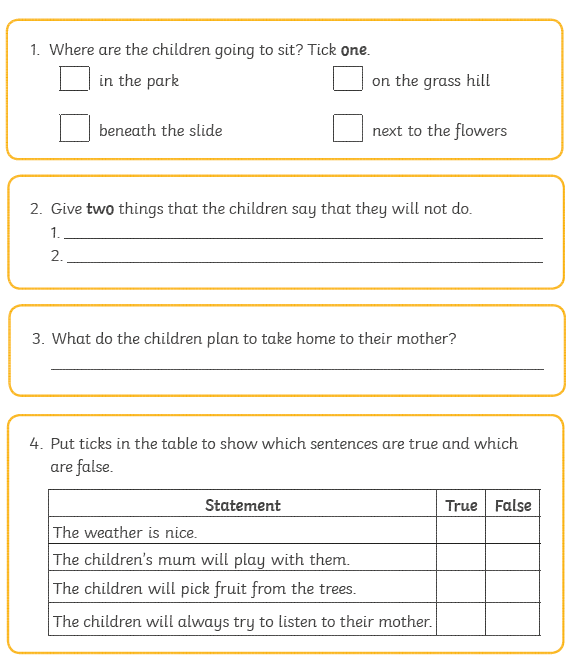 1. Where are the children going to sit? Tick one.
in the park
on the grass hill
beneath the slide
next to the flowers
2. Give two things that the children say that they will not do.
1.
2.
3. What do the children plan to take home to their mother?
4. Put ticks in the table to show which sentences are true and which
are false.
Statement True False
The weather is nice.
The children's mum will play with them.
The children will pick fruit from the trees.
The children will always try to listen to their mother.